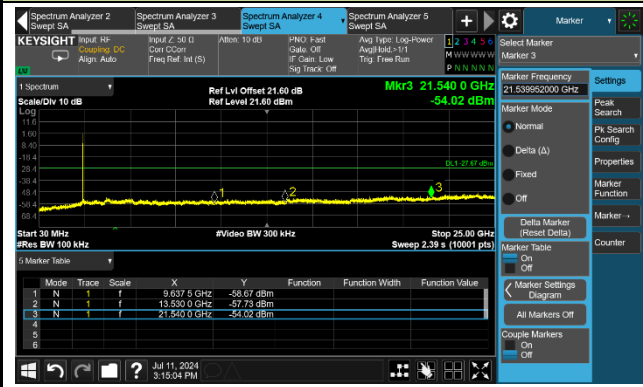 Spectrum Analyzer 2
Swept SA
Spectrum Analyzer 3
Swept SA
Spectrum Analyzer 4
Swept SA
Spectrum Analyzer 5
Swept SA
+
Marker
KEYSIGHT
Input: RF
Coupling: DC
Align: Auto
Input Z: 50 Ω
Corr CCorr
Freq Ref: Int (S)
Atten: 10 dB
PNO: Fast
Gate: Off
IF Gain: Low
Sig Track: Off
Avg Type: Log-Power
Avg|Hold:>1/1
Trig: Free Run
1 2 3 4 5 6
M W W W W W
P N N N N N
LXI
Select Marker
Marker 3
1 Spectrum
Scale/Div 10 dB
Ref Lvl Offset 21.60 dB
Ref Level 21.60 dBm
Mkr3 21.540 0 GHz
-54.02 dBm
Log
11.6
1.60
-8.40
-18.4
-28.4
-38.4
-48.4
-58.4
-68.4
DL1 -27.67 dBm
1
2
3
Start 30 MHz
#Res BW 100 kHz
#Video BW 300 kHz
Stop 25.00 GHz
Sweep 2.39 s (10001 pts)
5 Marker Table
Mode Trace Scale X Y Function Function Width Function Value
1 N 1 f 9.637 5 GHz -58.67 dBm
2 N 1 f 13.530 0 GHz -57.73 dBm
3 N 1 f 21.540 0 GHz -54.02 dBm
4
5
6
Marker Frequency
21.539952000 GHz
Marker Mode
Normal
Delta (Δ)
Fixed
Off
Delta Marker
(Reset Delta)
Marker Table
On
Off
Marker Settings
Diagram
All Markers Off
Couple Markers
On
Off
Settings
Peak
Search
Pk Search
Config
Properties
Marker
Function
Marker→
Counter
?
Jul 11, 2024
3:15:04 PM